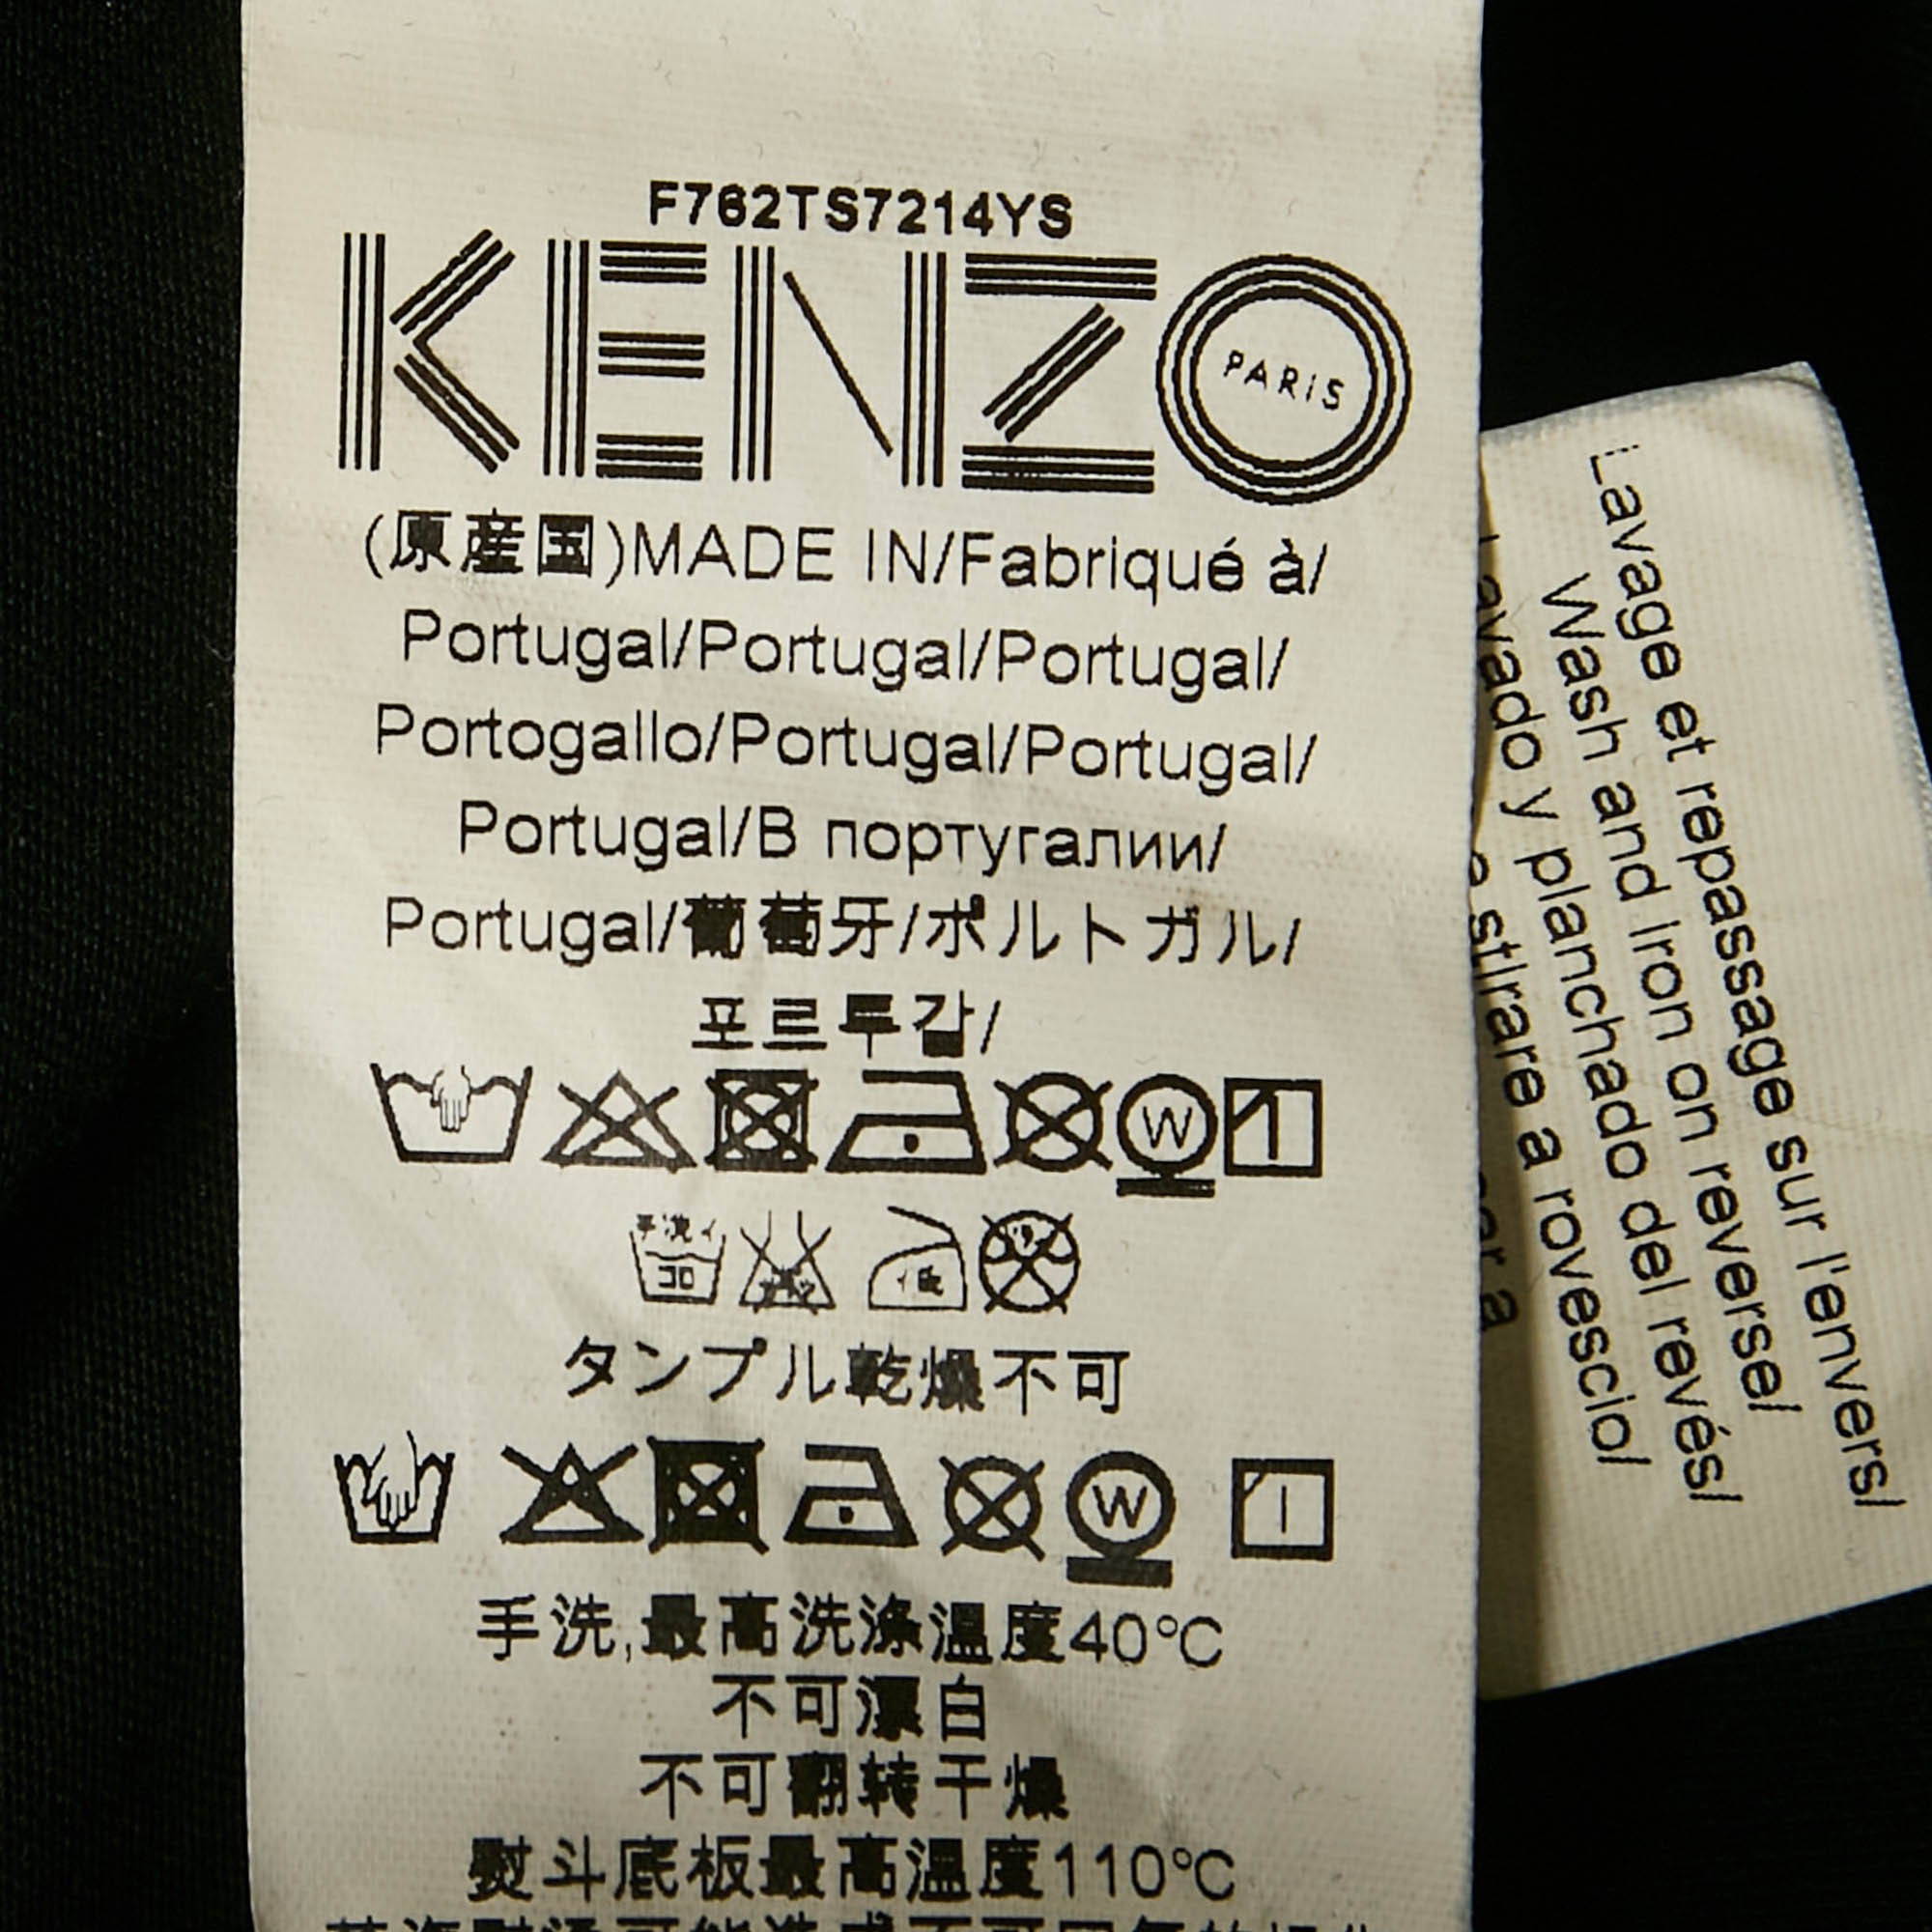 F762TS7214YS
KENZO
PARIS
(原産国)MADE IN/Fabriqué à/
Portugal/Portugal/Portugal/
Portogallo/Portugal/Portugal/
Portugal/В португалии/
Portugal/葡萄牙/ポルトガル/
포르투갈/
W
タンブル乾燥不可
W
手洗,最高洗涤温度40°C
不可漂白
不可翻转干燥
熨斗底板最高温度110°C
Lavage et repassage sur l'envers/
Wash and iron on reverse/
Lavado y planchado del revés/
stirare a rovescio/